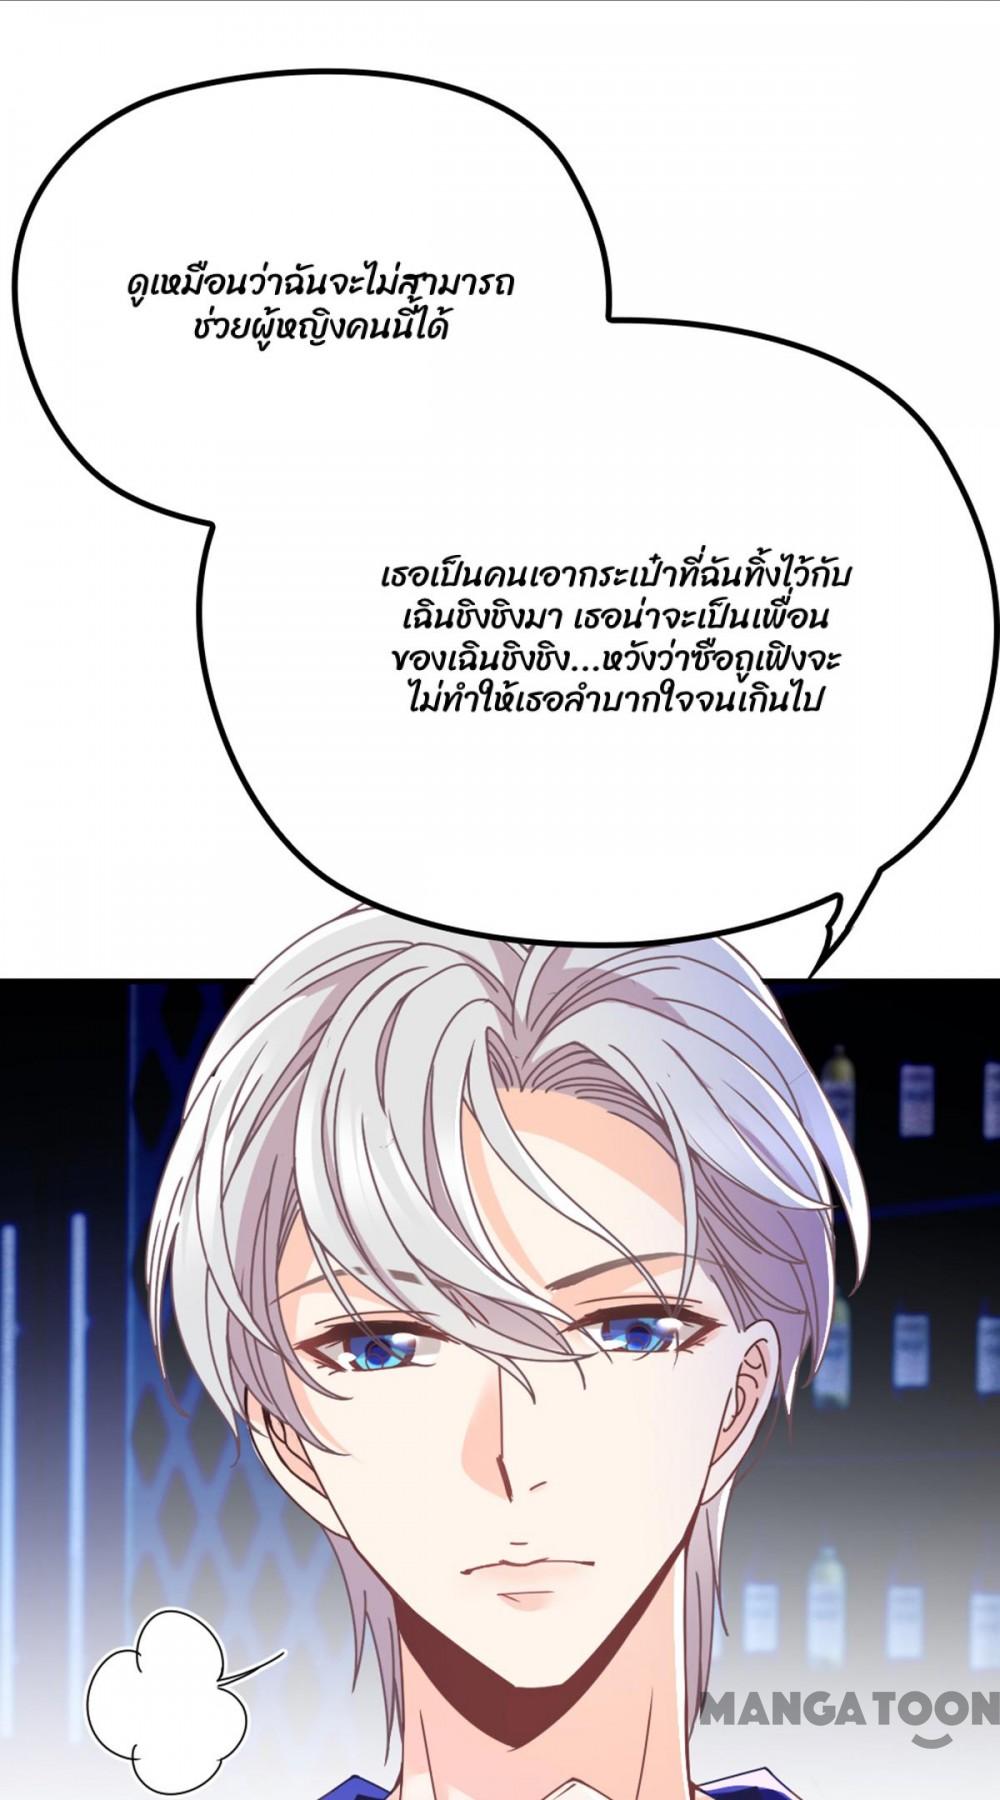 ดูเหมือนว่าฉันจะไม่สามารถ
ช่วยผู้หญิงคนนี้ได้
เธอเป็นคนเอากระเป๋าที่ฉันทิ้งไว้กับ
เฉินชิงชิงมา เธอน่าจะเป็นเพื่อน
ของเฉินชิงชิง...หวังว่าซือถูเฟิงจะ
ไม่ทำให้เธอลำบากใจจนเกินไป
MANGATOON